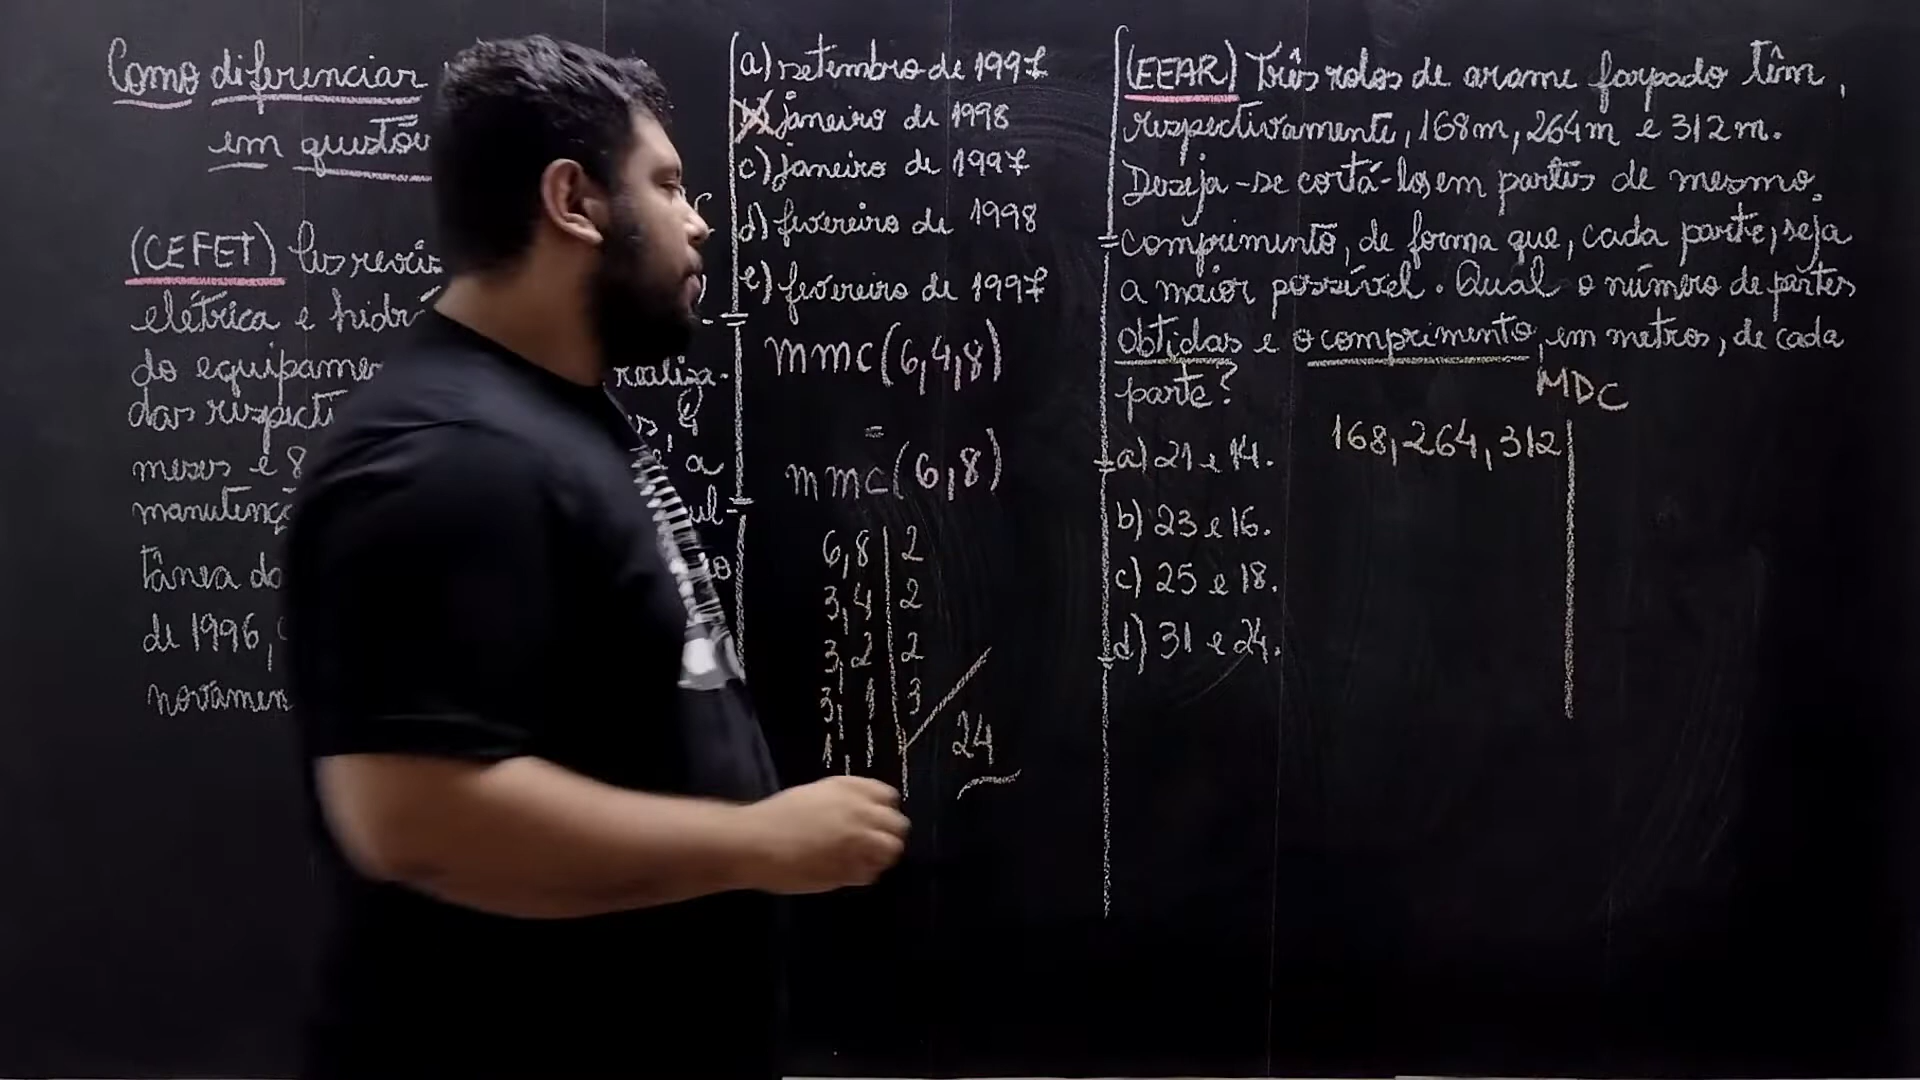 Como diferenciar
em questõ
(CEFET)
elétrica e hidr
do equipame realiza-
das respecti s, 4
meses e 8 a
manutenç ul-
tânea do
de 1996,
novamen
a) setembro de 1997
b) janeiro de 1998
c) janeiro de 1997
d) fevereiro de 1998
e) fevereiro de 1997
mmc(6,4,8)
=
mmc(6,8)
6,8 | 2
3,4 | 2
3,2 | 2
3,1 | 3
1,1 | 24
(EEAR) Três rolos de arame farpado têm,
respectivamente, 168m, 264m e 312m.
Deseja-se cortá-los em partes de mesmo
comprimento, de forma que, cada parte, seja
a maior possível. Qual o número de partes
obtidas e o comprimento, em metros, de cada
parte?
MDC
168,264,312
a) 21 e 14.
b) 23 e 16.
c) 25 e 18.
d) 31 e 24.